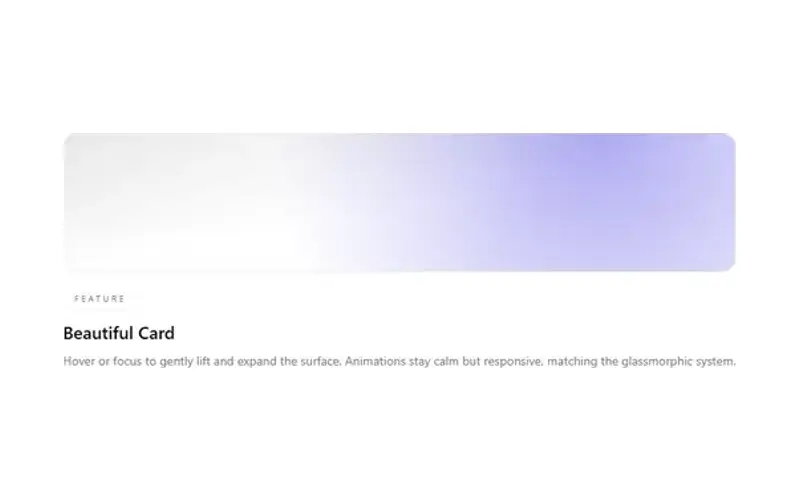 FEATURE
Beautiful Card
Hover or focus to gently lift and expand the surface. Animations stay calm but responsive, matching the glassmorphic system.